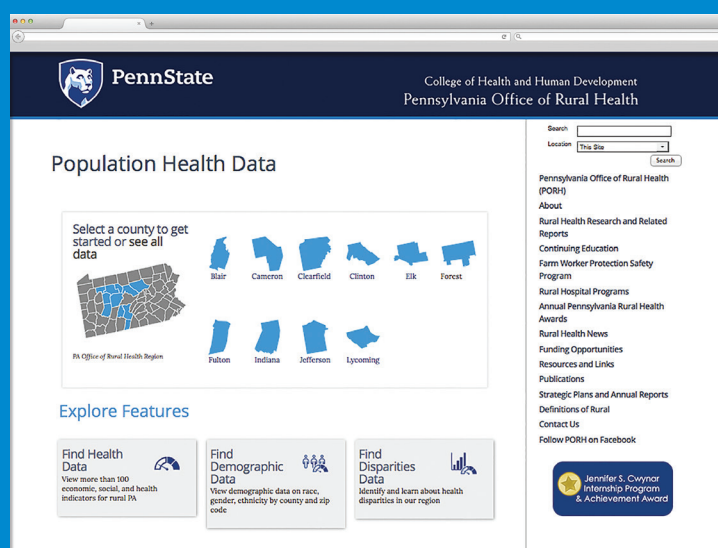 PennState
College of Health and Human Development
Pennsylvania Office of Rural Health
Population Health Data
Select a county to get
started or see all
data
PA Office of Rural Health Region
Blair
Cameron
Clearfield
Clinton
Elk
Forest
Fulton
Indiana
Jefferson
Lycoming
Explore Features
Find Health
Data
View more than 100
economic, social, and health
indicators for rural PA
Find
Demographic
Data
View demographic data on race,
gender, ethnicity by county and zip
code
Find
Disparities
Data
Identify and learn about health
disparities in our region
Search
Location
This Site
Search
Pennsylvania Office of Rural Health
(PORH)
About
Rural Health Research and Related
Reports
Continuing Education
Farm Worker Protection Safety
Program
Rural Hospital Programs
Annual Pennsylvania Rural Health
Awards
Rural Health News
Funding Opportunities
Resources and Links
Publications
Strategic Plans and Annual Reports
Definitions of Rural
Contact Us
Follow PORH on Facebook
Jennifer S. Cwynar
Internship Program
& Achievement Award